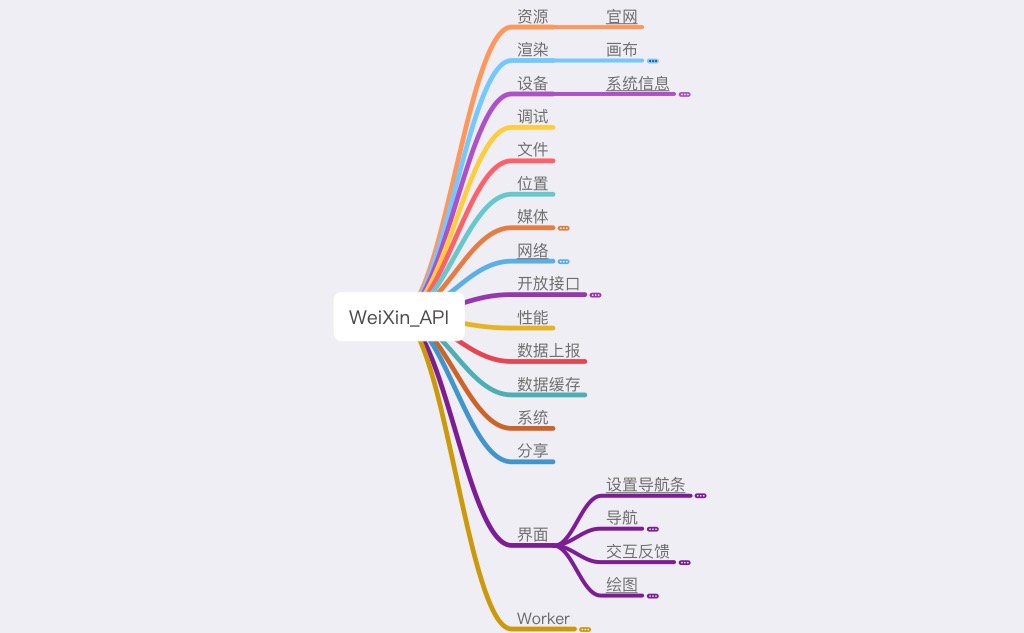 资源
官网
渲染
画布
设备
系统信息
调试
文件
位置
媒体
网络
开放接口
WeiXin_API
性能
数据上报
数据缓存
系统
分享
设置导航条
导航
界面
交互反馈
绘图
Worker